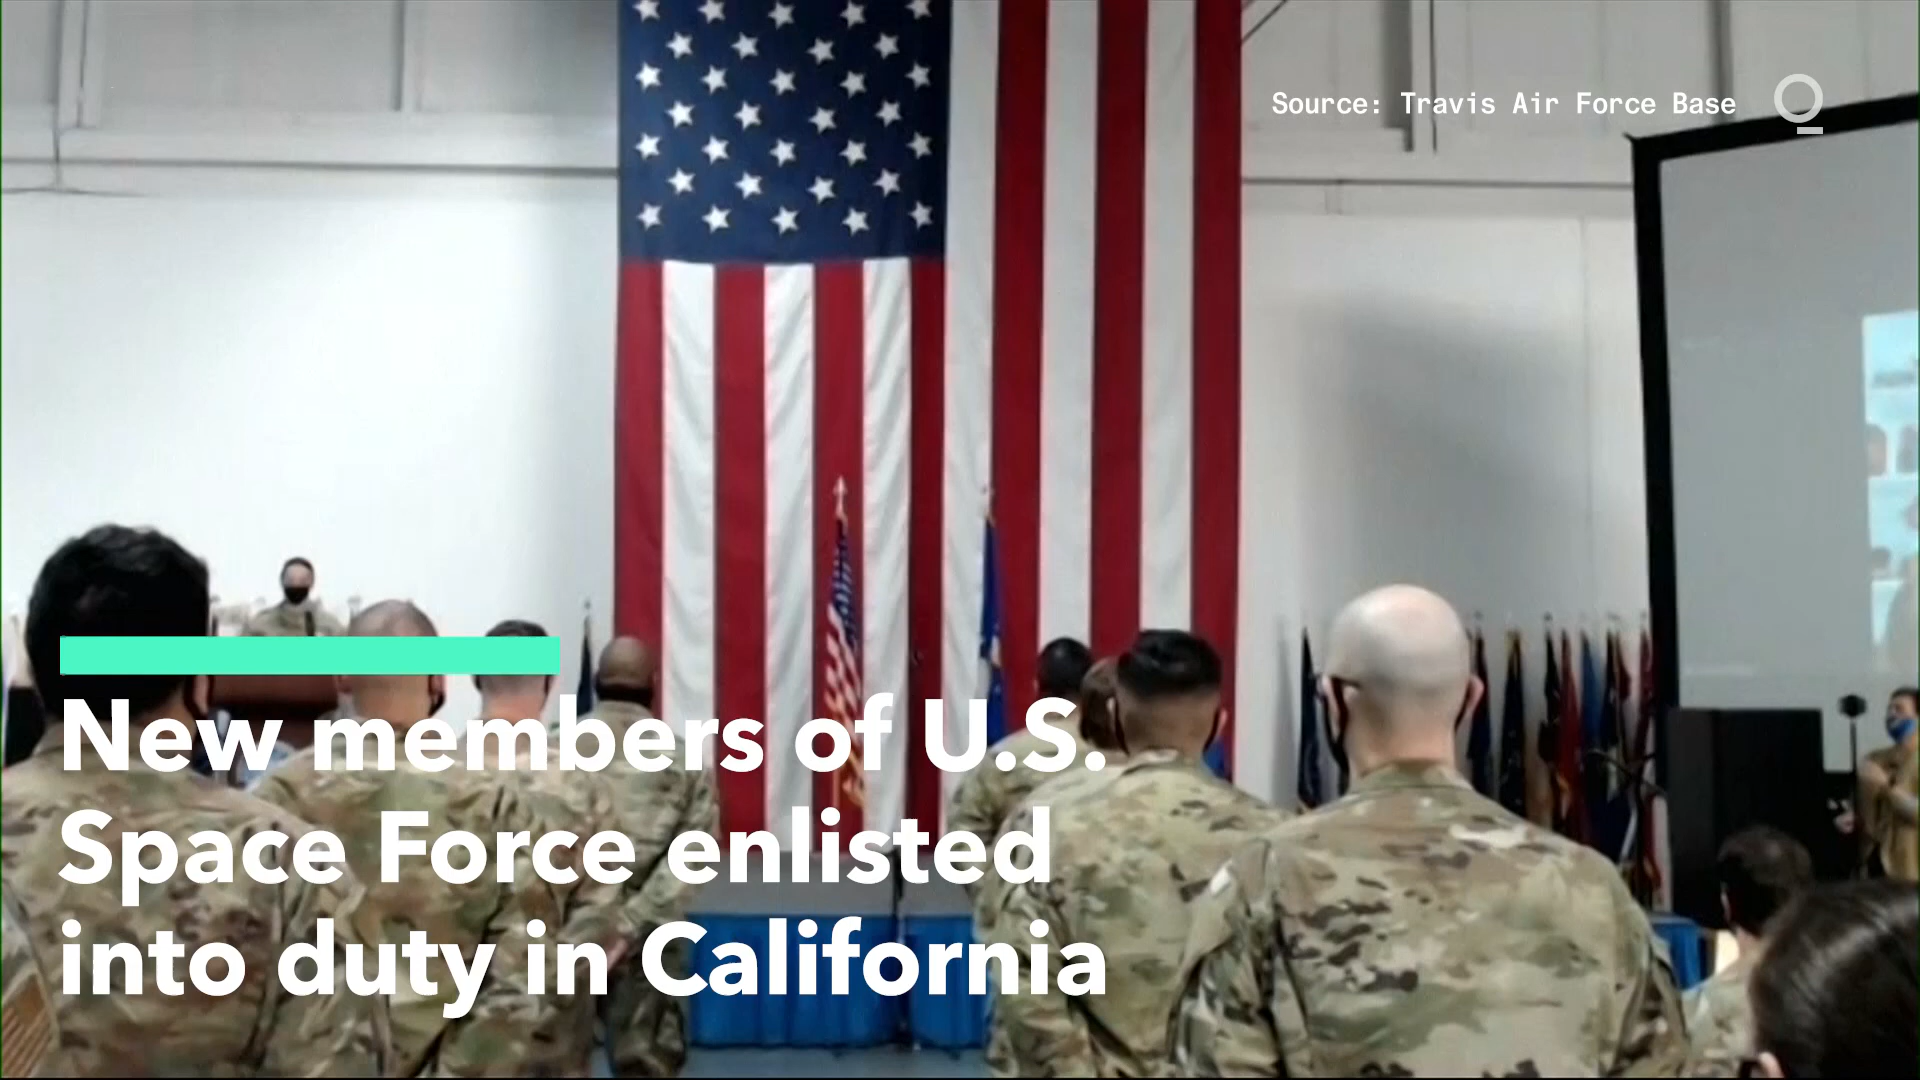 Source: Travis Air Force Base
New members of U.S.
Space Force enlisted
into duty in California